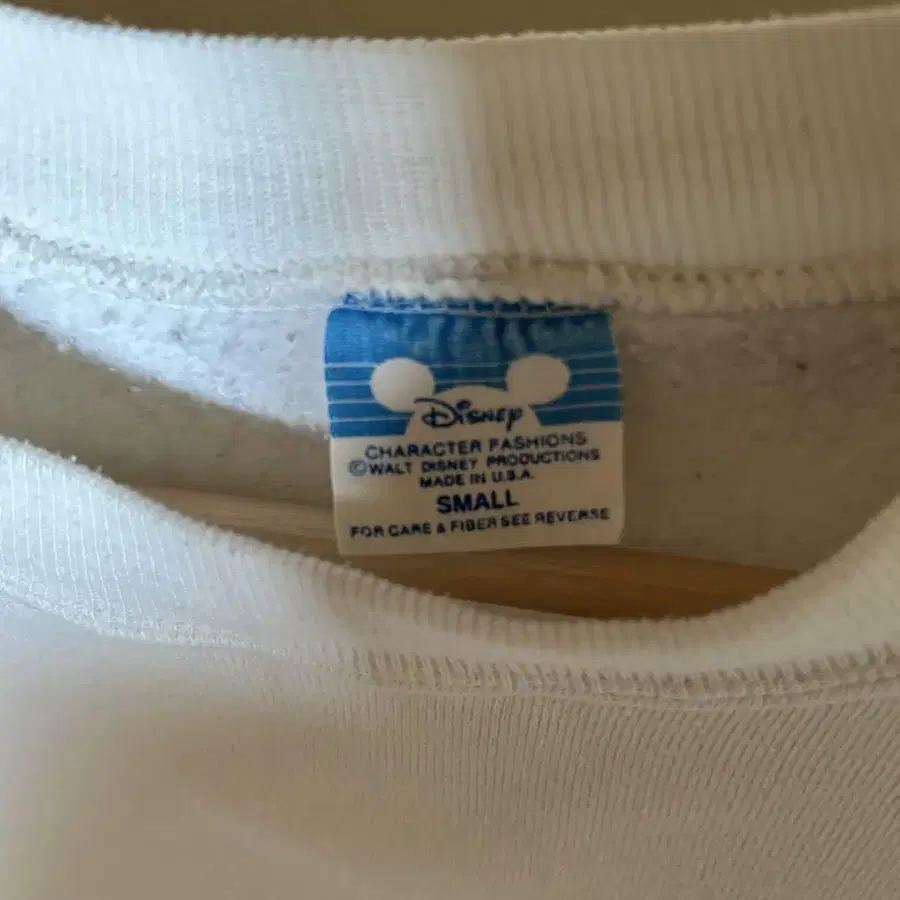 Disney
CHARACTER FASHIONS
©WALT DISNEY PRODUCTIONS
MADE IN U.S.A.
SMALL
FOR CARE & FIBER SEE REVERSE